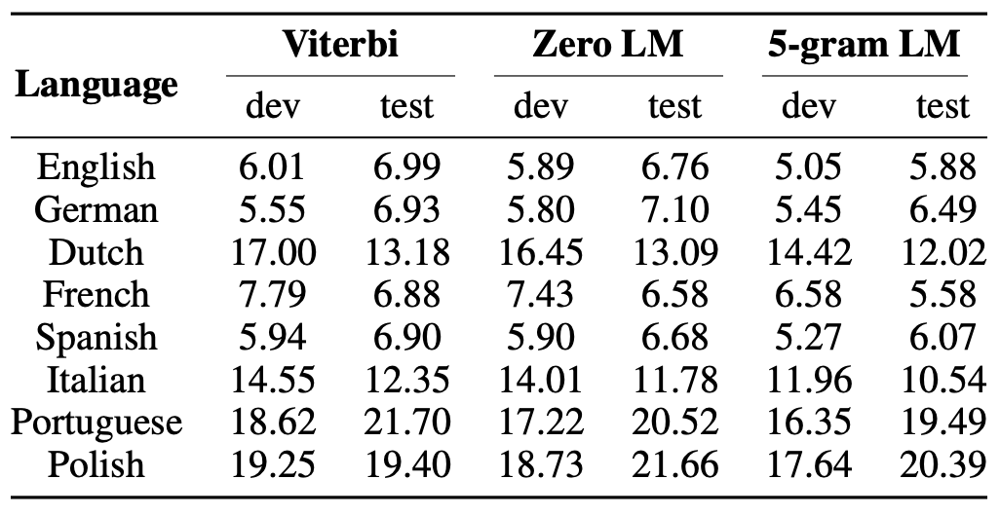 Language Viterbi Zero LM 5-gram LM
dev test dev test dev test
English 6.01 6.99 5.89 6.76 5.05 5.88
German 5.55 6.93 5.80 7.10 5.45 6.49
Dutch 17.00 13.18 16.45 13.09 14.42 12.02
French 7.79 6.88 7.43 6.58 6.58 5.58
Spanish 5.94 6.90 5.90 6.68 5.27 6.07
Italian 14.55 12.35 14.01 11.78 11.96 10.54
Portuguese 18.62 21.70 17.22 20.52 16.35 19.49
Polish 19.25 19.40 18.73 21.66 17.64 20.39